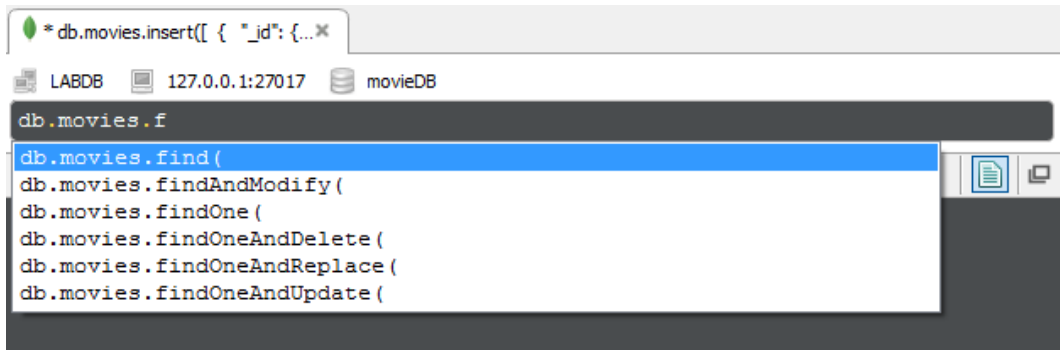 * db.movies.insert([ { "_id": {...
LABDB 127.0.0.1:27017 movieDB
db.movies.f
db.movies.find(
db.movies.findAndModify(
db.movies.findOne(
db.movies.findOneAndDelete(
db.movies.findOneAndReplace(
db.movies.findOneAndUpdate(